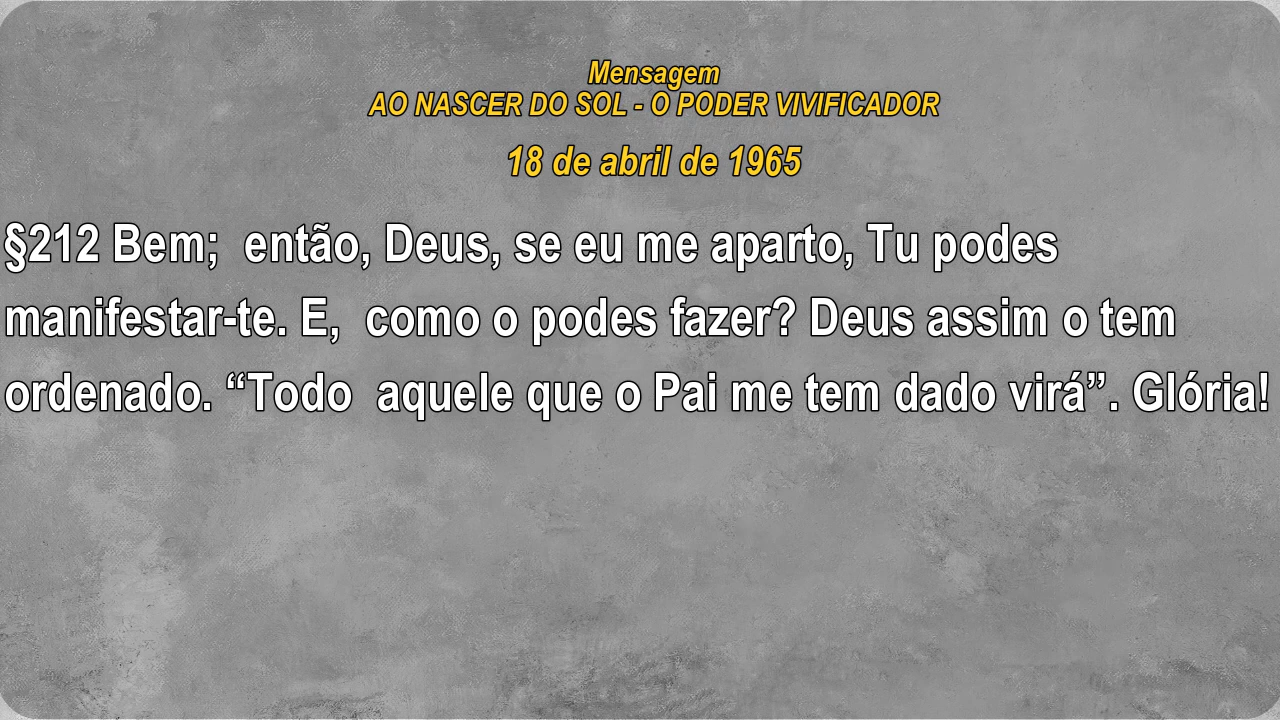 Mensagem
AO NASCER DO SOL - O PODER VIVIFICADOR
18 de abril de 1965
§212 Bem;  então, Deus, se eu me aparto, Tu podes
manifestar-te. E,  como o podes fazer? Deus assim o tem
ordenado. “Todo  aquele que o Pai me tem dado virá”. Glória!